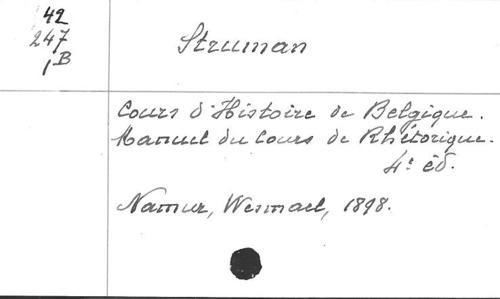 42
247
1B
Struman
Cours d'Histoire de Belgique.
Manuel du Cours de Rhétorique.
4e éd.
Namur, Wesmael, 1898.